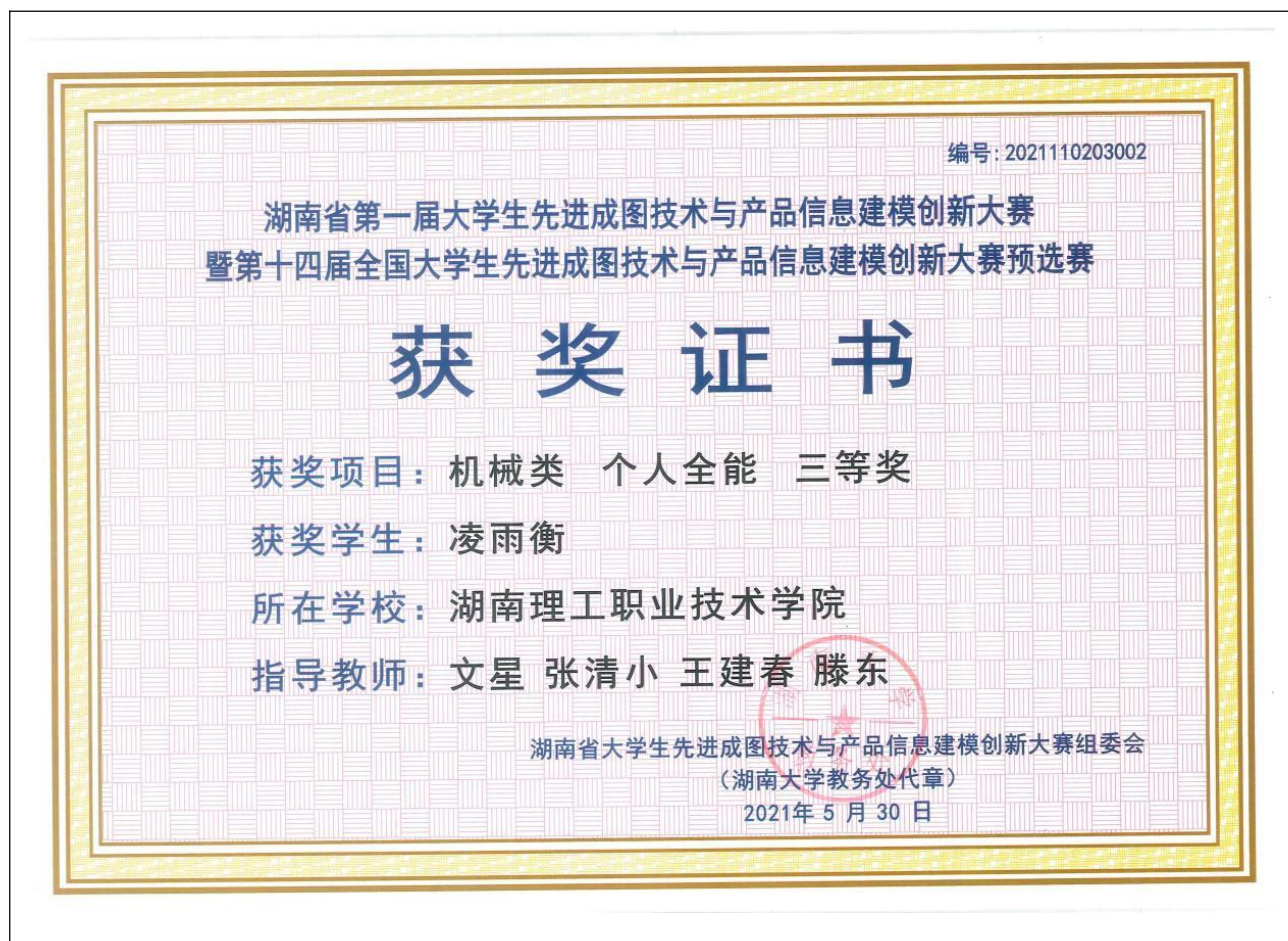 编号:2021110203002
湖南省第一届大学生先进成图技术与产品信息建模创新大赛
暨第十四届全国大学生先进成图技术与产品信息建模创新大赛预选赛
获奖证书
获奖项目：机械类 个人全能 三等奖
获奖学生：凌雨衡
所在学校：湖南理工职业技术学院
指导教师：文星 张清小 王建春 滕东
湖南省大学生先进成图技术与产品信息建模创新大赛组委会
（湖南大学教务处代章）
2021年 5 月 30 日